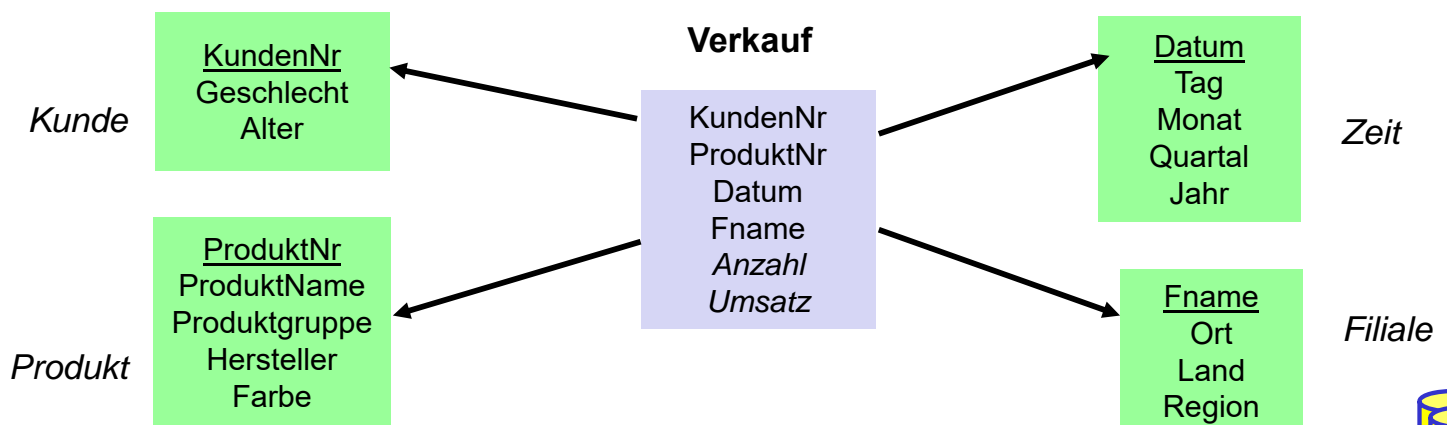 Verkauf
Kunde
KundenNr
Geschlecht
Alter
Produkt
ProduktNr
ProduktName
Produktgruppe
Hersteller
Farbe
KundenNr
ProduktNr
Datum
Fname
Anzahl
Umsatz
Datum
Tag
Monat
Quartal
Jahr
Zeit
Fname
Ort
Land
Region
Filiale